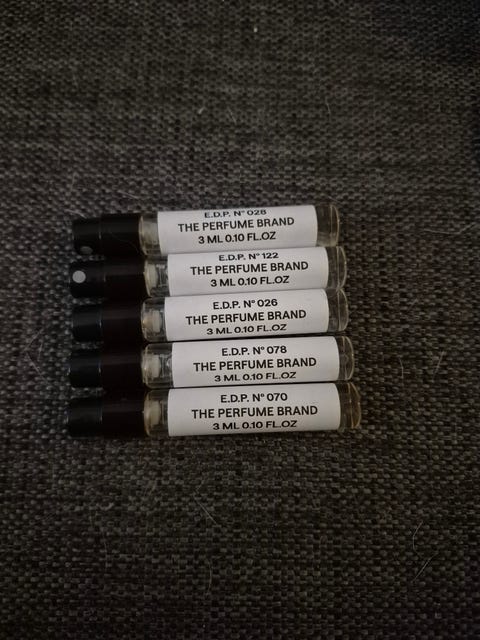 E.D.P. N° 028
THE PERFUME BRAND
3 ML 0.10 FL.OZ
E.D.P. N° 122
THE PERFUME BRAND
3 ML 0.10 FL.OZ
E.D.P. N° 026
THE PERFUME BRAND
3 ML 0.10 FL.OZ
E.D.P. N° 078
THE PERFUME BRAND
3 ML 0.10 FL.OZ
E.D.P. N° 070
THE PERFUME BRAND
3 ML 0.10 FL.OZ